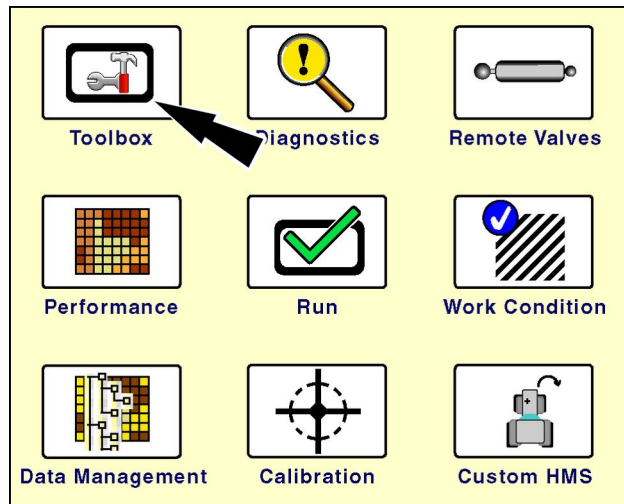 Toolbox
Diagnostics
Remote Valves
Performance
Run
Work Condition
Data Management
Calibration
Custom HMS